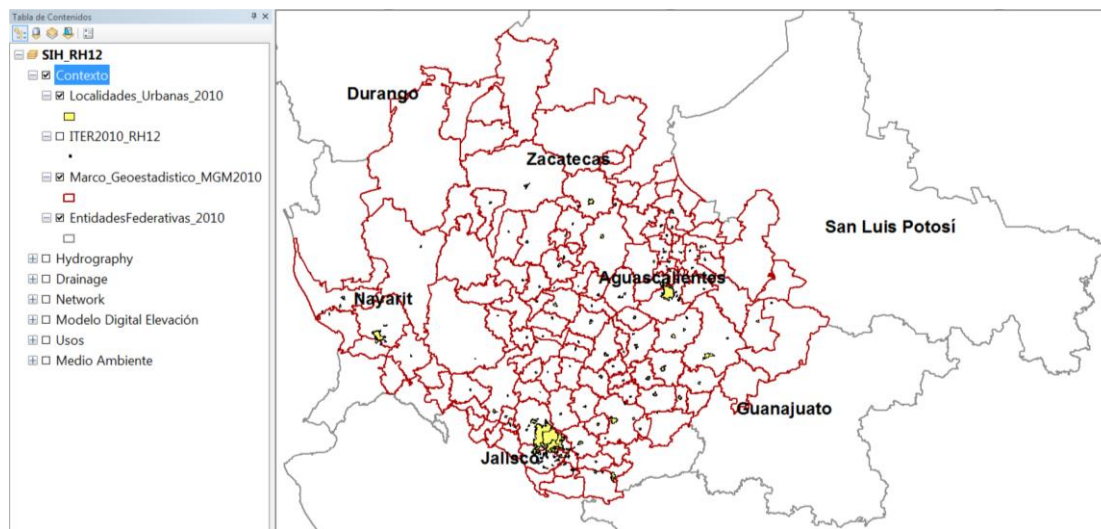 Tabla de Contenidos
SIH_RH12
Contexto
Localidades_Urbanas_2010
ITER2010_RH12
Marco_Geoestadistico_MGM2010
EntidadesFederativas_2010
Hydrography
Drainage
Network
Modelo Digital Elevación
Usos
Medio Ambiente
Durango
Zacatecas
San Luis Potosí
Aguascalientes
Nayarit
Guanajuato
Jalisco